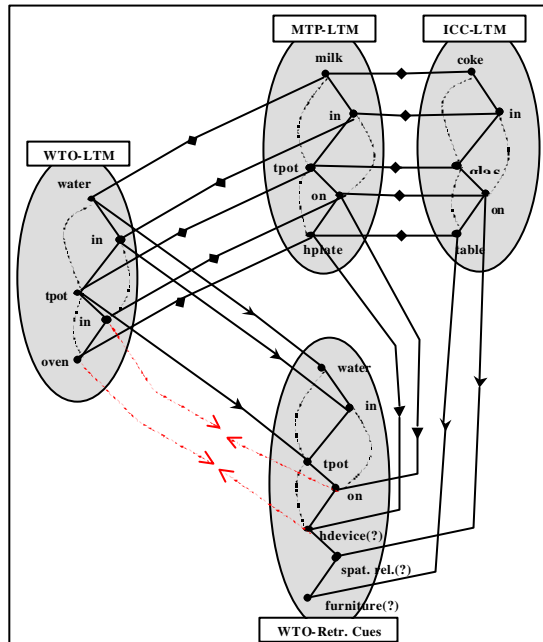 MTP-LTM
ICC-LTM
milk
coke
in
in
WTO-LTM
tpot
glas
water
on
on
in
hplate
table
tpot
in
oven
water
in
tpot
on
hdevice(?)
spat. rel.(?)
furniture(?)
WTO-Retr. Cues